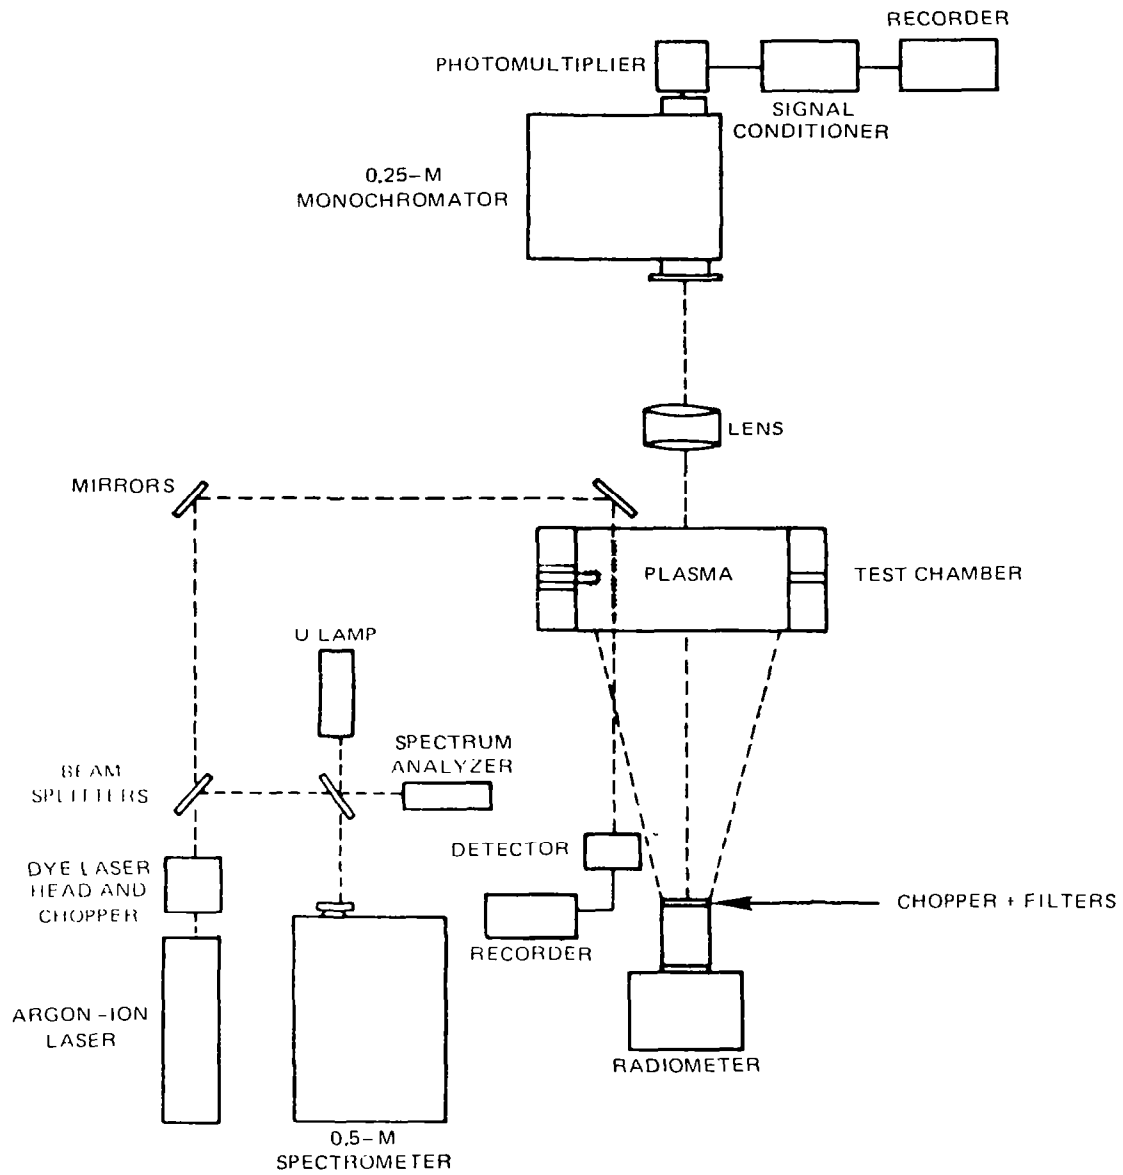 RECORDER
PHOTOMULTIPLIER
SIGNAL
CONDITIONER
0.25-M
MONOCHROMATOR
LENS
MIRRORS
PLASMA
TEST CHAMBER
U LAMP
SPECTRUM
ANALYZER
BEAM
SPLITTERS
DETECTOR
DYE LASER
HEAD AND
CHOPPER
CHOPPER + FILTERS
RECORDER
ARGON-ION
LASER
RADIOMETER
0.5-M
SPECTROMETER